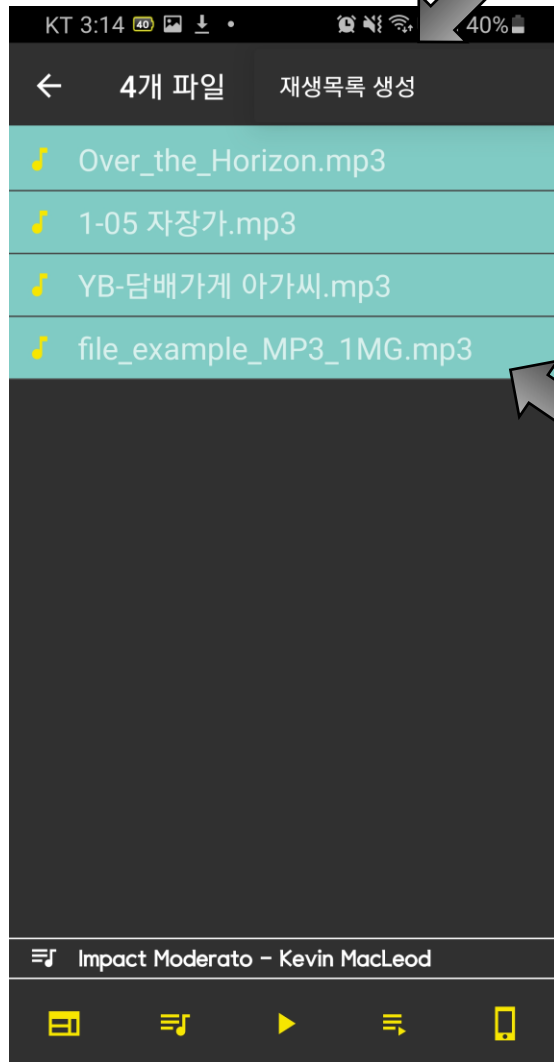 KT 3:14 40 40%
4개 파일 재생목록 생성
Over_the_Horizon.mp3
1-05 자장가.mp3
YB-담배가게 아가씨.mp3
file_example_MP3_1MG.mp3
Impact Moderato - Kevin MacLeod